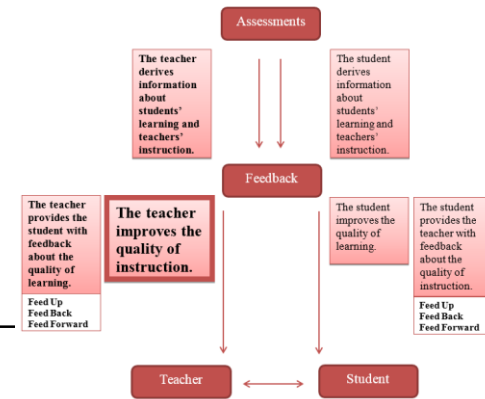 Assessments
The teacher
derives
information
about
students'
learning and
teachers'
instruction.
The student
derives
information
about
students'
learning and
teachers'
instruction.
Feedback
The teacher
provides the
student with
feedback
about the
quality of
learning.
Feed Up
Feed Back
Feed Forward
The teacher
improves the
quality of
instruction.
The student
improves the
quality of
learning.
The student
provides the
teacher with
feedback
about the
quality of
instruction.
Feed Up
Feed Back
Feed Forward
Teacher
Student